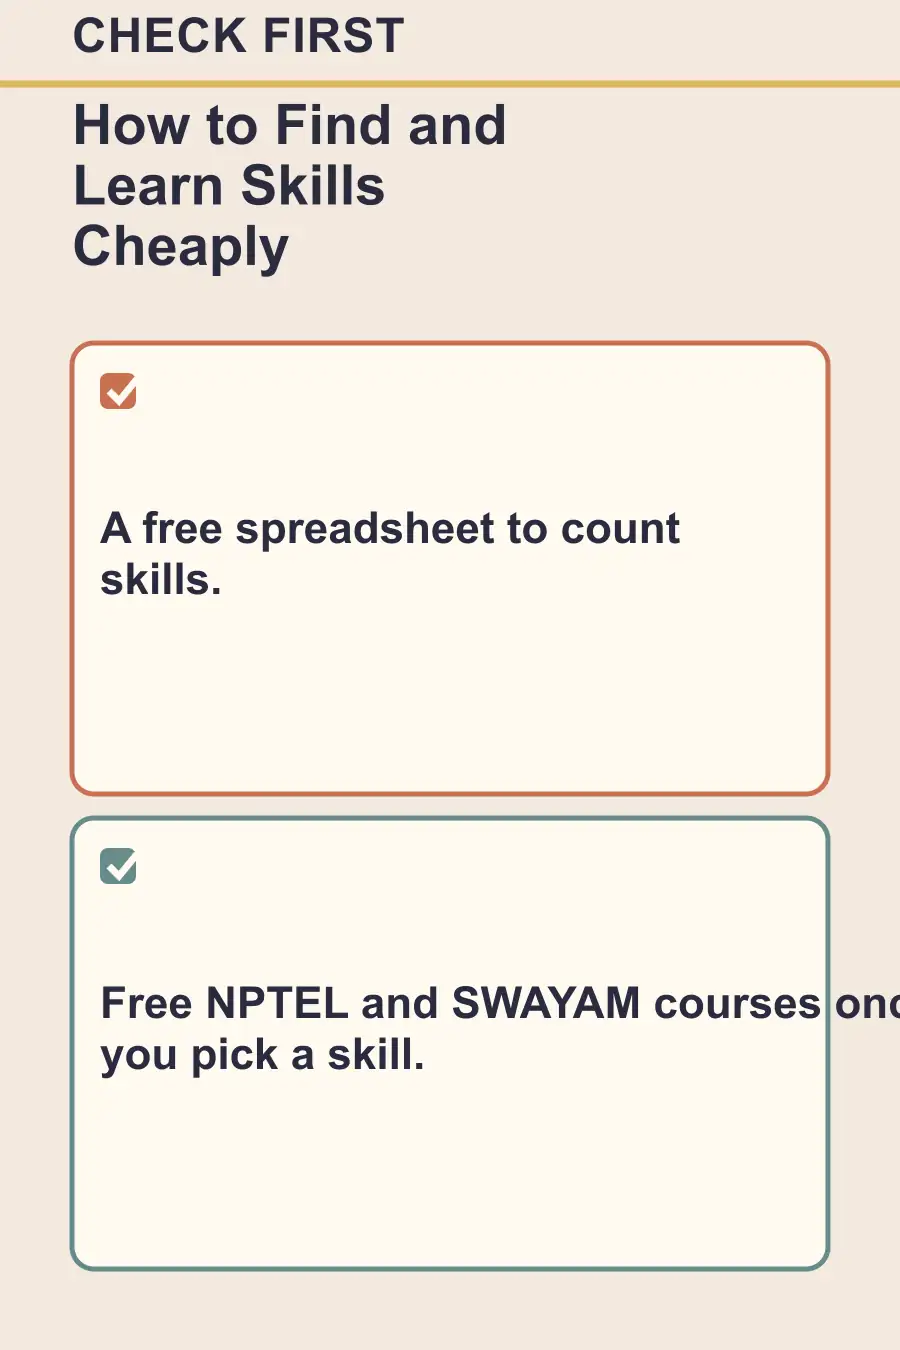 CHECK FIRST
How to Find and
Learn Skills
Cheaply
A free spreadsheet to count
skills.
Free NPTEL and SWAYAM courses
you pick a skill.